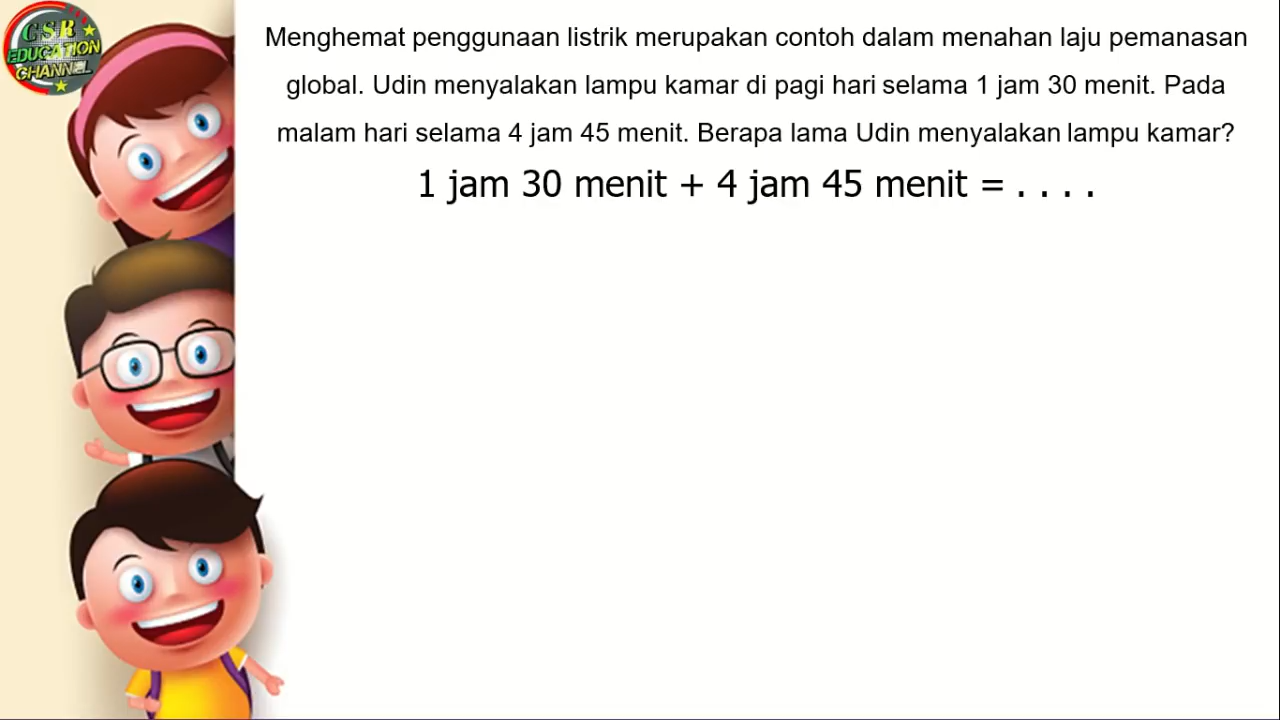 CSR
EDUCATION
CHANNEL
Menghemat penggunaan listrik merupakan contoh dalam menahan laju pemanasan
global. Udin menyalakan lampu kamar di pagi hari selama 1 jam 30 menit. Pada
malam hari selama 4 jam 45 menit. Berapa lama Udin menyalakan lampu kamar?
1 jam 30 menit + 4 jam 45 menit = . . . .